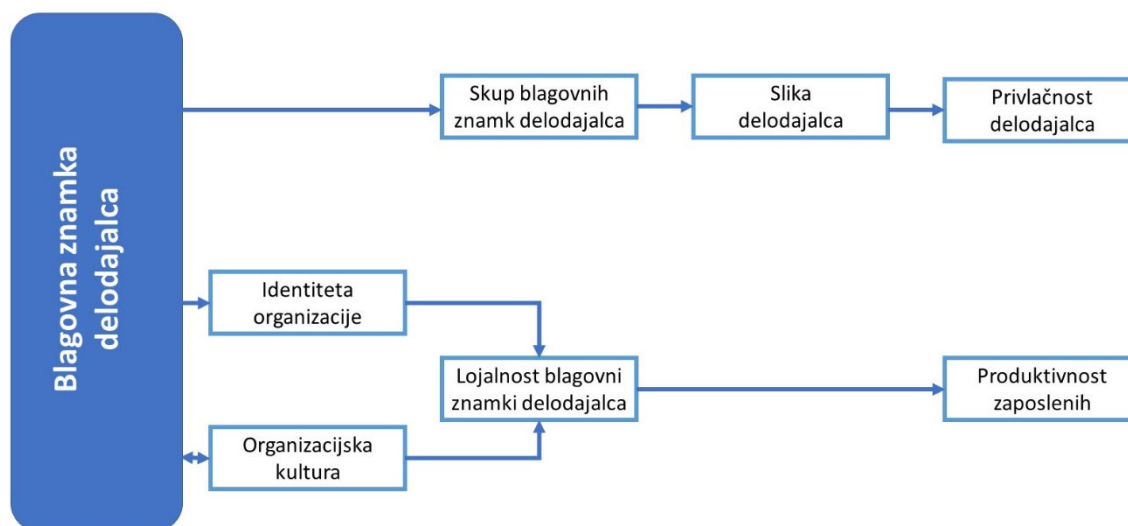 Blagovna znamka
delodajalca
Skup blagovnih
znamk delodajalca
Slika
delodajalca
Privlačnost
delodajalca
Identiteta
organizacije
Lojalnost blagovni
znamki delodajalca
Produktivnost
zaposlenih
Organizacijska
kultura